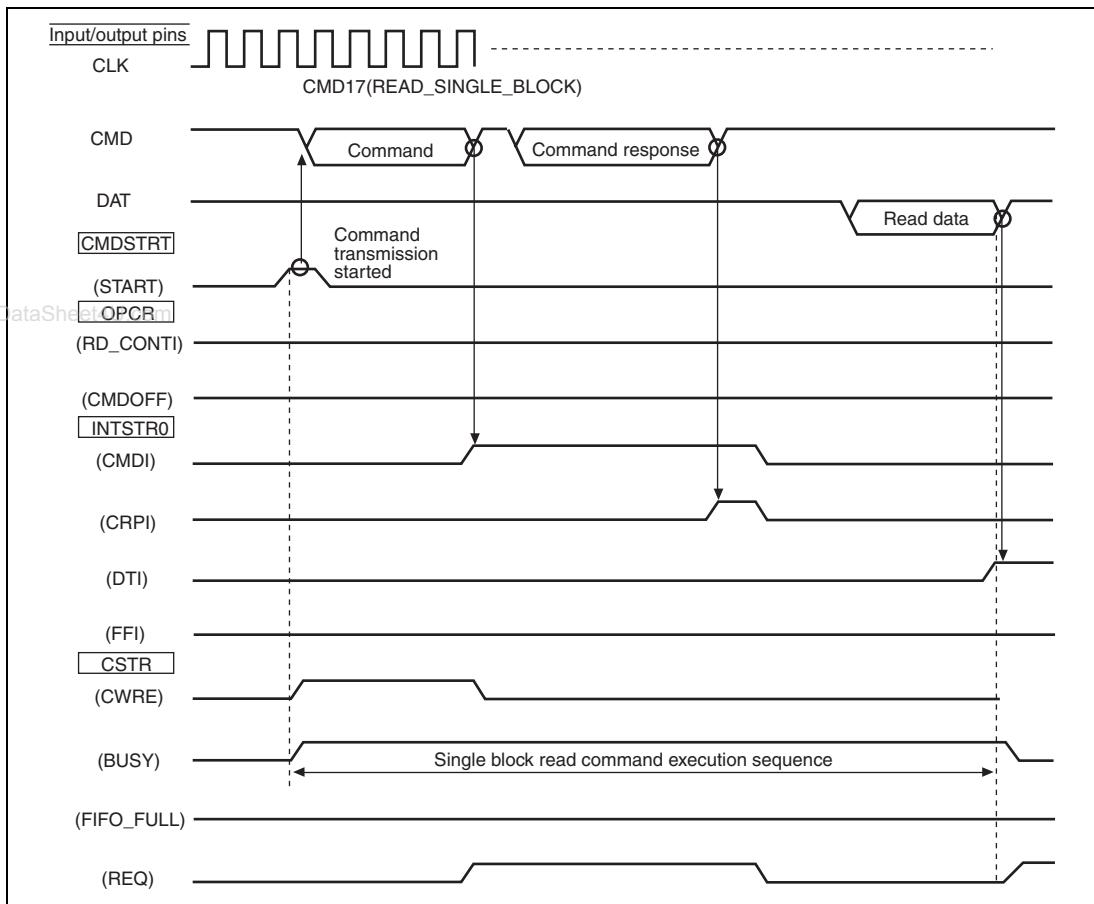 Input/output pins
CLK
CMD17(READ_SINGLE_BLOCK)
CMD
Command
Command response
DAT
Read data
CMDSTRT
Command
transmission
started
(START)
OPCR
(RD_CONTI)
(CMDOFF)
INTSTR0
(CMDI)
(CRPI)
(DTI)
(FFI)
CSTR
(CWRE)
(BUSY)
Single block read command execution sequence
(FIFO_FULL)
(REQ)